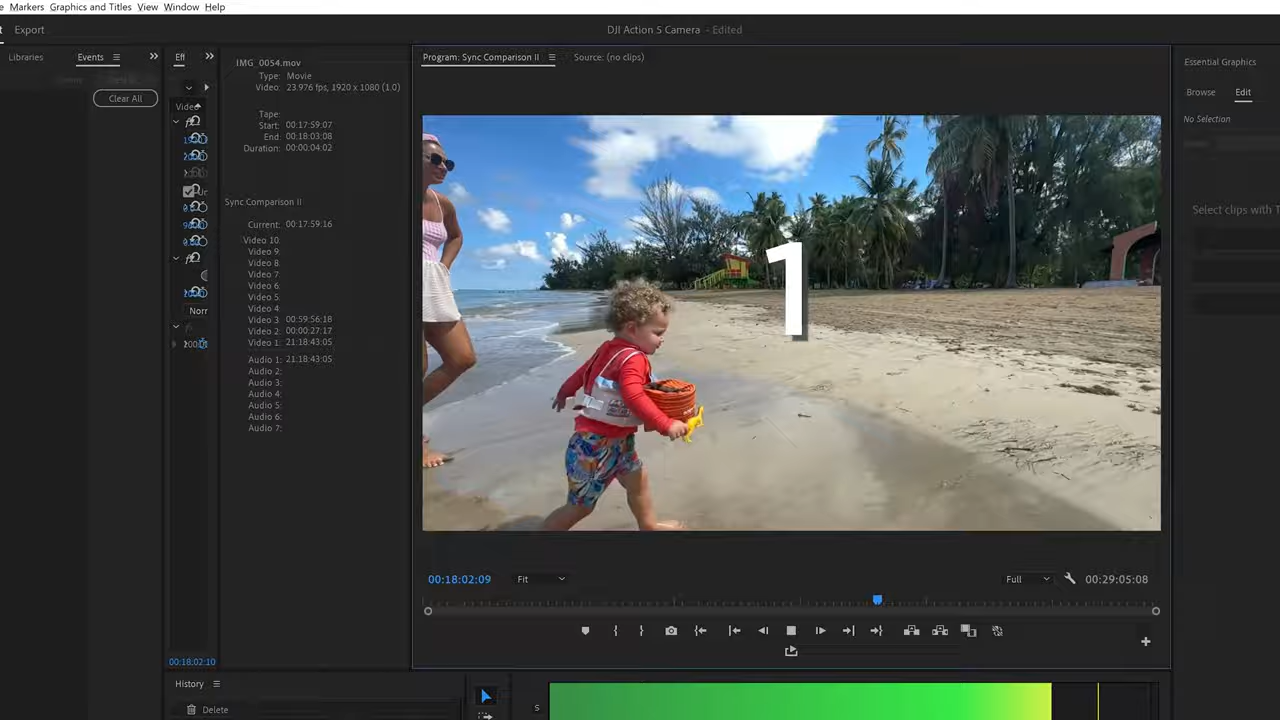 Markers Graphics and Titles View Window Help
Export
DJI Action 5 Camera - Edited
Libraries
Events
Eff
Clear All
IMG_0054.mov
Type: Movie
Video: 23.976 fps, 1920 x 1080 (1.0)
Tape:
Start: 00:17:59:07
End: 00:18:03:08
Duration: 00:00:04:02
Sync Comparison II
Current: 00:17:59:16
Video 10:
Video 9:
Video 8:
Video 7:
Video 6:
Video 5:
Video 4:
Video 3: 00:59:56:18
Video 2: 00:00:27:17
Video 1: 21:18:43:05
Audio 1: 21:18:43:05
Audio 2:
Audio 3:
Audio 4:
Audio 5:
Audio 6:
Audio 7:
00:18:02:10
Program: Sync Comparison II
Source: (no clips)
1
00:18:02:09
Fit
Full
00:29:05:08
Essential Graphics
Browse
Edit
No Selection
Select clips with T
History
Delete
S